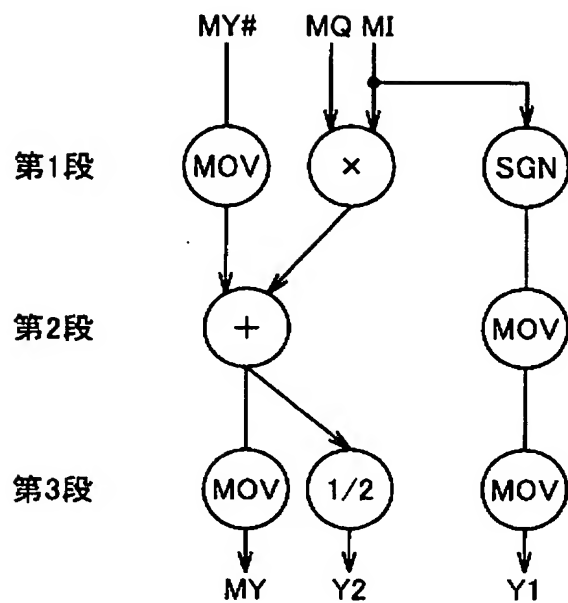 MY# MQ MI
第1段 MOV × SGN
第2段 + MOV
第3段 MOV 1/2 MOV
MY Y2 Y1